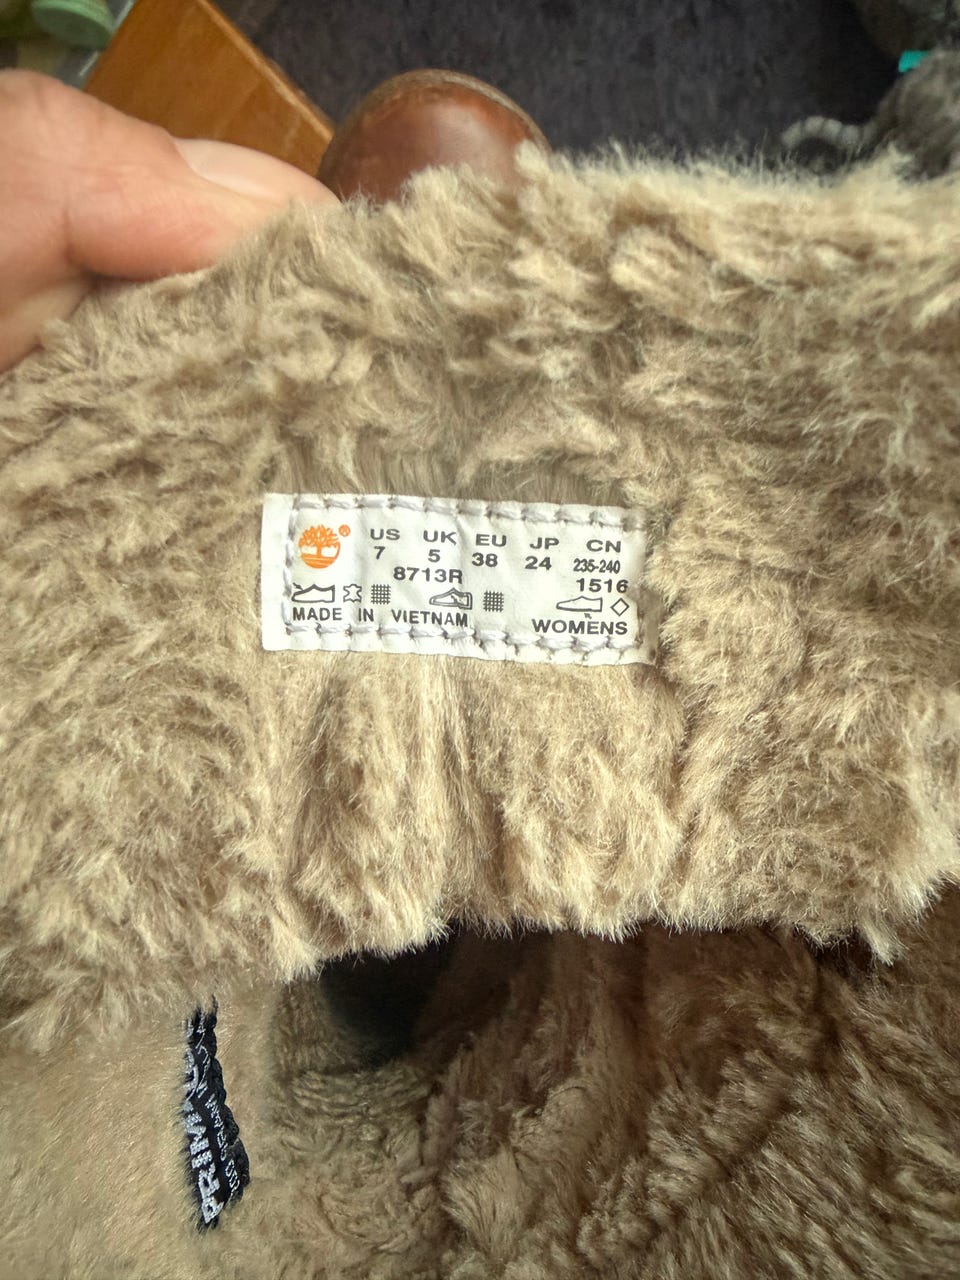 US UK EU JP CN
7 5 38 24 235-240
8713R 1516
MADE IN VIETNAM
WOMENS